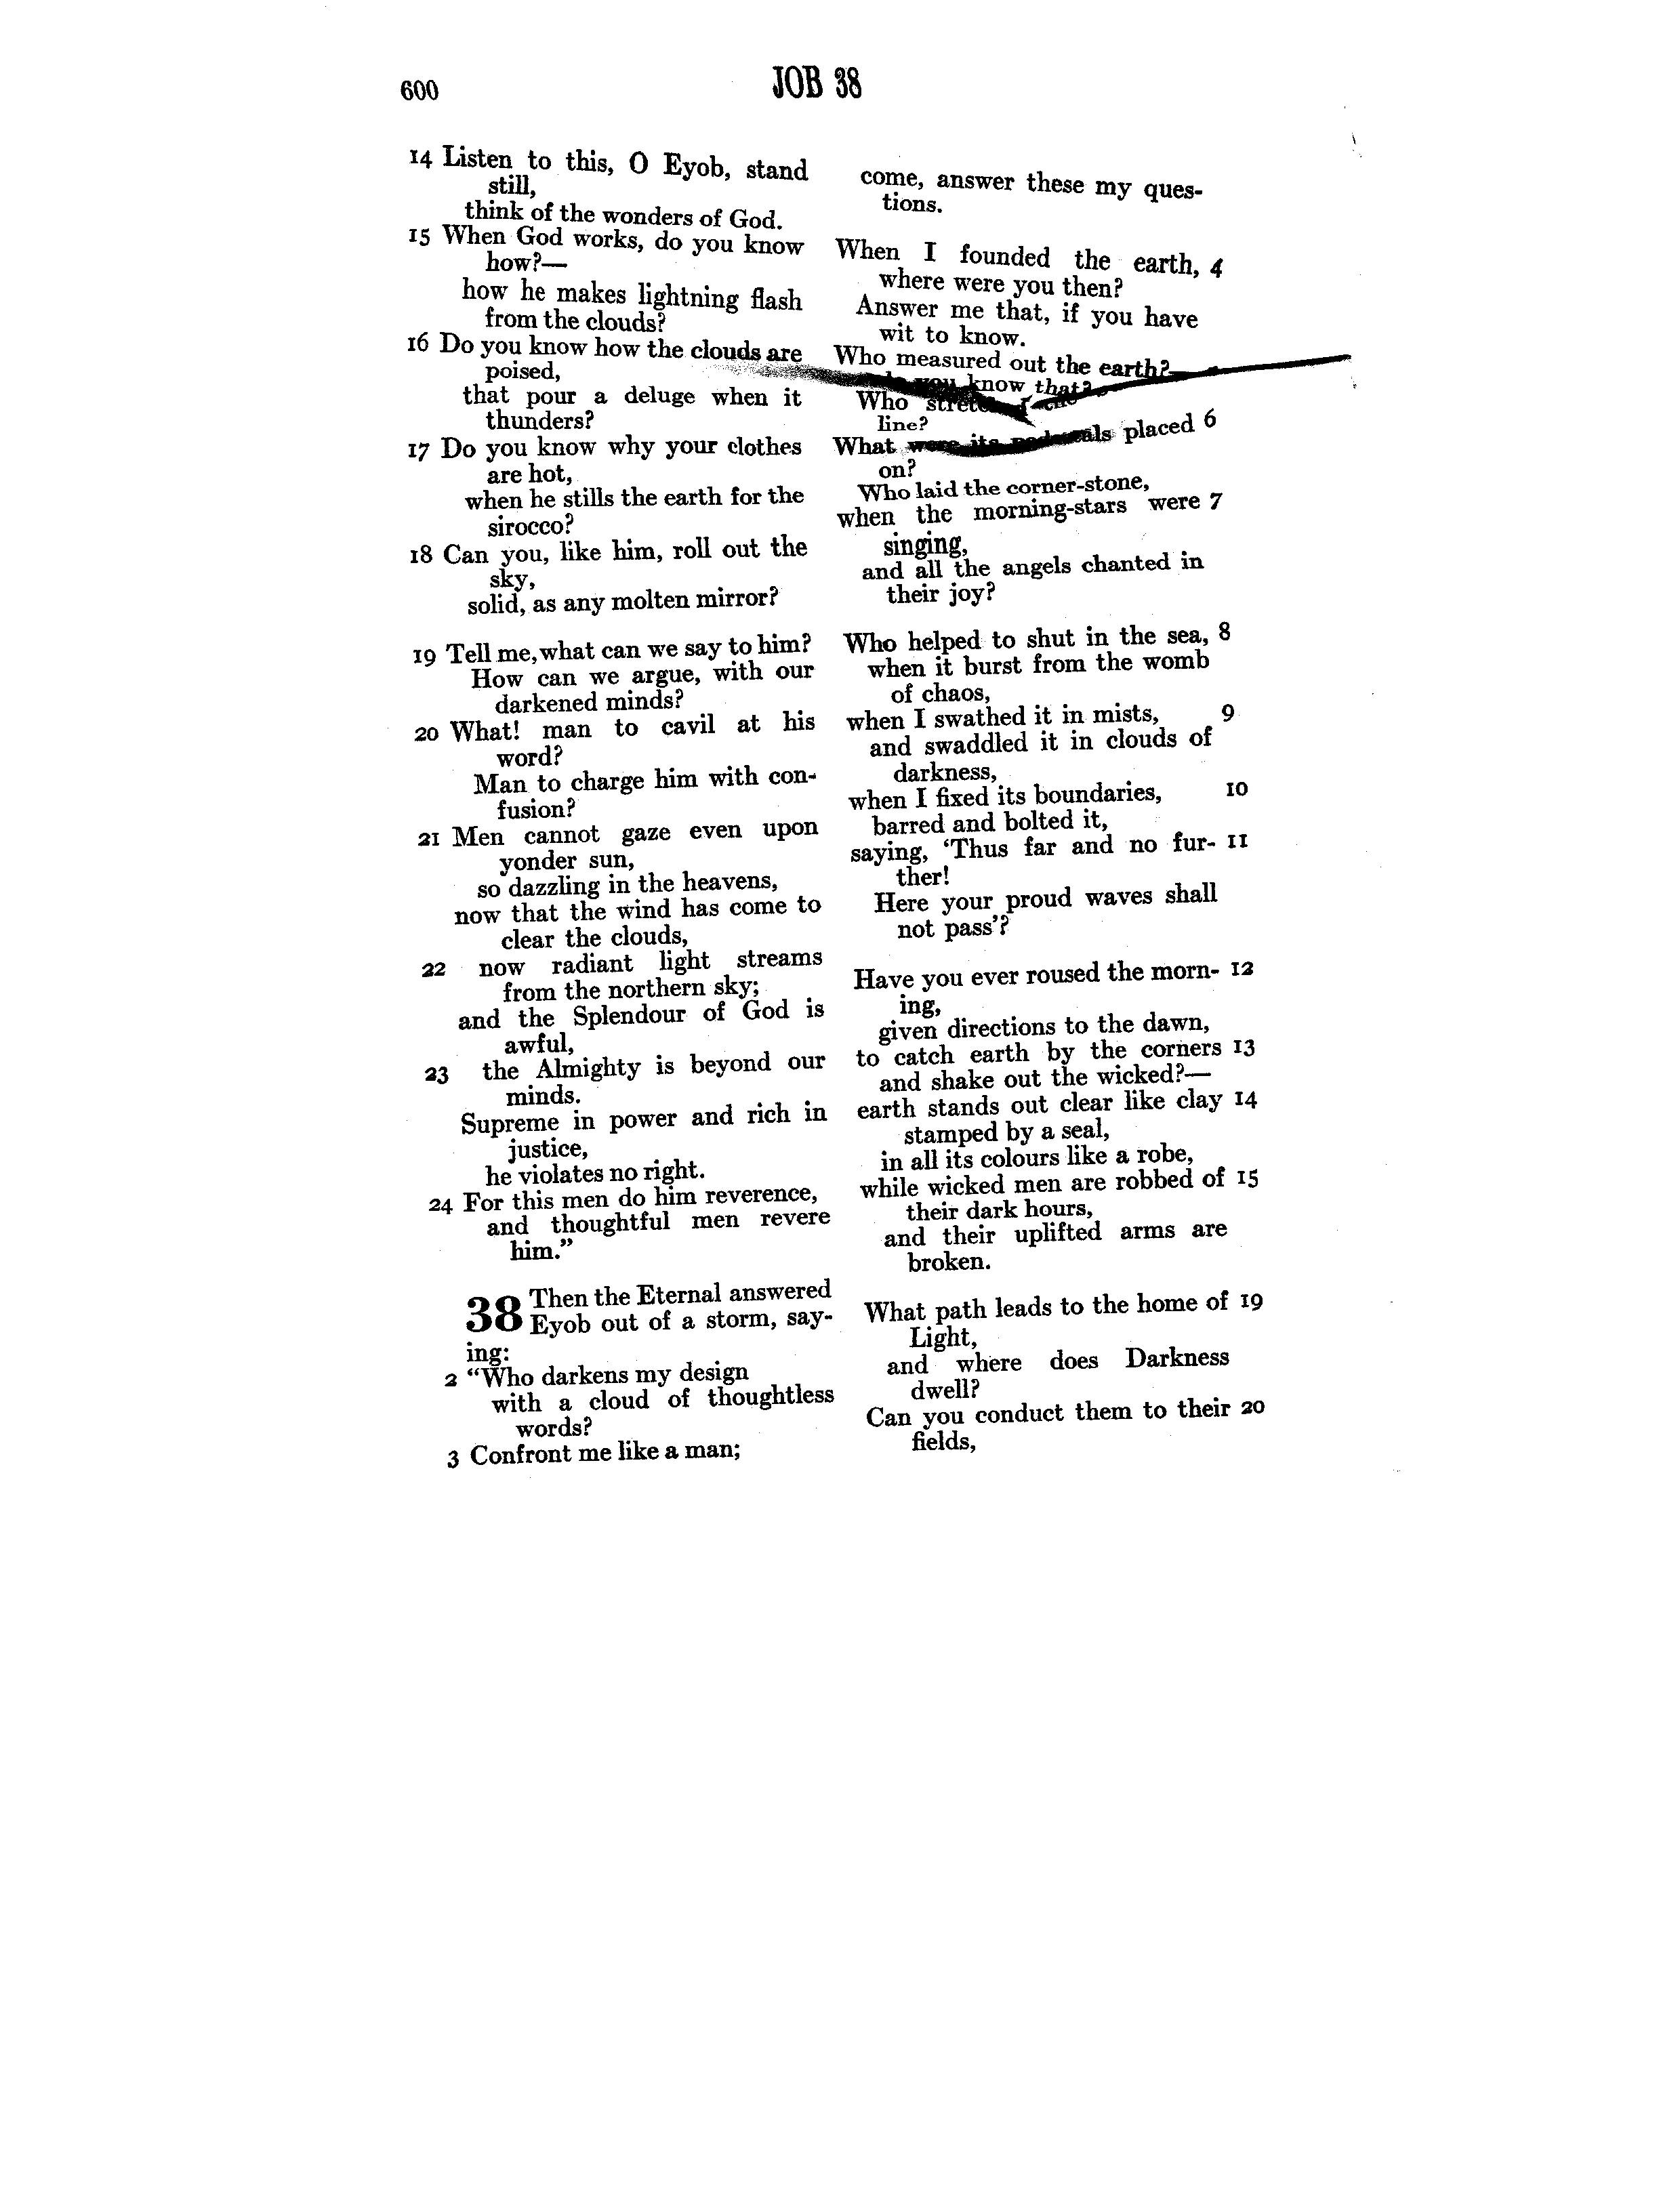 600
JOB 38
14 Listen to this, O Eyob, stand
still,
think of the wonders of God.
15 When God works, do you know
how?—
how he makes lightning flash
from the clouds?
16 Do you know how the clouds are
poised,
that pour a deluge when it
thunders?
17 Do you know why your clothes
are hot,
when he stills the earth for the
sirocco?
18 Can you, like him, roll out the
sky,
solid, as any molten mirror?
19 Tell me, what can we say to him?
How can we argue, with our
darkened minds?
20 What! man to cavil at his
word?
Man to charge him with con-
fusion?
21 Men cannot gaze even upon
yonder sun,
so dazzling in the heavens,
now that the wind has come to
clear the clouds,
22 now radiant light streams
from the northern sky;
and the Splendour of God is
awful,
23 the Almighty is beyond our
minds.
Supreme in power and rich in
justice,
he violates no right.
24 For this men do him reverence,
and thoughtful men revere
him.”
38 Then the Eternal answered
Eyob out of a storm, say-
ing:
2 “Who darkens my design
with a cloud of thoughtless
words?
3 Confront me like a man;
come, answer these my ques-
tions.
When I founded the earth, 4
where were you then?
Answer me that, if you have
wit to know.
Who measured out the earth?—
you know that?
Who the
line?
What were its placed 6
on?
Who laid the corner-stone,
when the morning-stars were 7
singing,
and all the angels chanted in
their joy?
Who helped to shut in the sea, 8
when it burst from the womb
of chaos,
when I swathed it in mists, 9
and swaddled it in clouds of
darkness,
when I fixed its boundaries, 10
barred and bolted it,
saying, ‘Thus far and no fur- 11
ther!
Here your proud waves shall
not pass’?
Have you ever roused the morn- 12
ing,
given directions to the dawn,
to catch earth by the corners 13
and shake out the wicked?—
earth stands out clear like clay 14
stamped by a seal,
in all its colours like a robe,
while wicked men are robbed of 15
their dark hours,
and their uplifted arms are
broken.
What path leads to the home of 19
Light,
and where does Darkness
dwell?
Can you conduct them to their 20
fields,